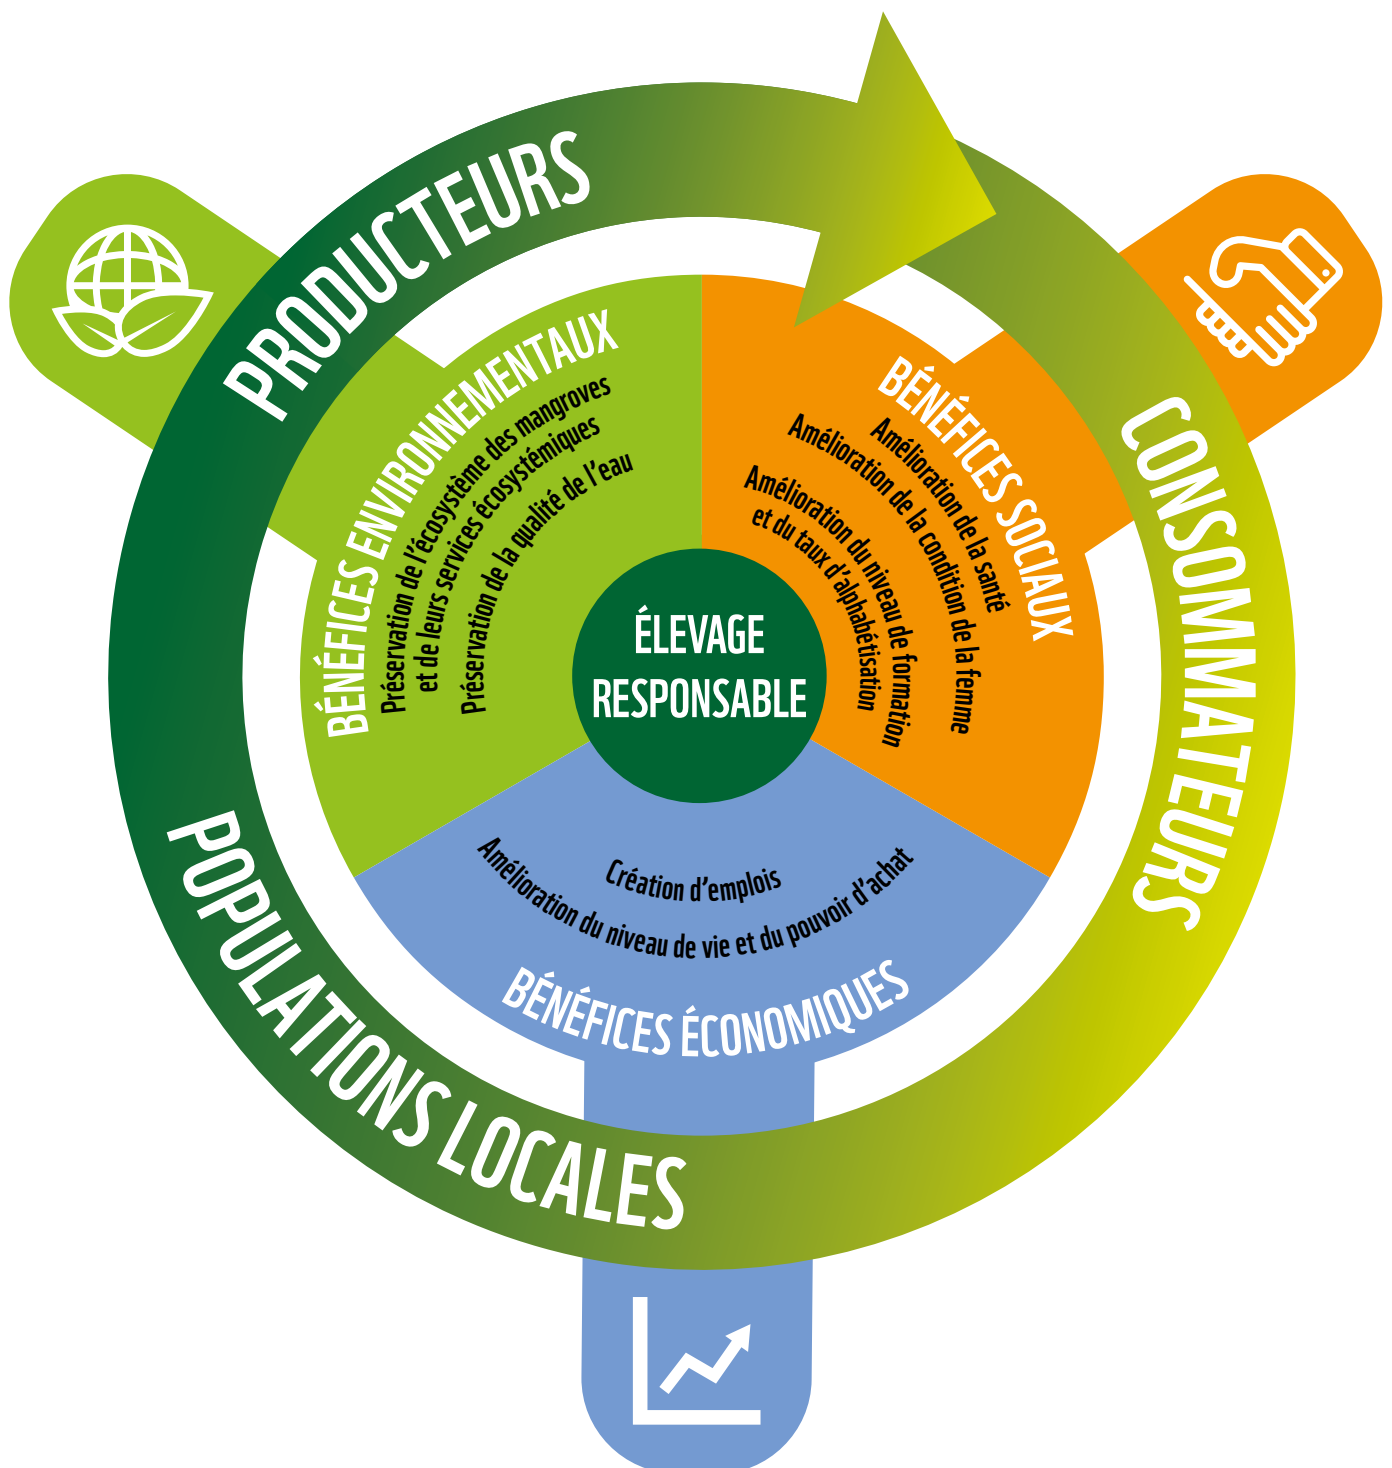 PRODUCTEURS
CONSOMMATEURS
POPULATIONS LOCALES
BÉNÉFICES ENVIRONNEMENTAUX
Préservation de l’écosystème des mangroves
et de leurs services écosystémiques
Préservation de la qualité de l’eau
BÉNÉFICES SOCIAUX
Amélioration de la santé
Amélioration de la condition de la femme
Amélioration du niveau de formation
et du taux d’alphabétisation
ÉLEVAGE
RESPONSABLE
Création d’emplois
Amélioration du niveau de vie et du pouvoir d’achat
BÉNÉFICES ÉCONOMIQUES